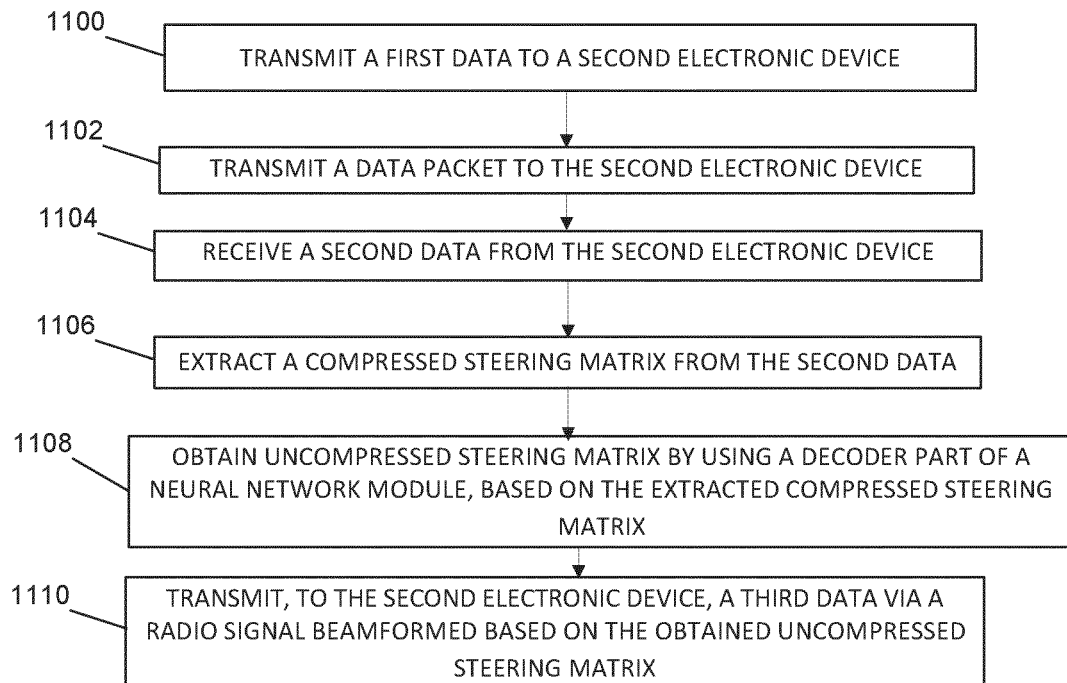 1100
TRANSMIT A FIRST DATA TO A SECOND ELECTRONIC DEVICE
1102
TRANSMIT A DATA PACKET TO THE SECOND ELECTRONIC DEVICE
1104
RECEIVE A SECOND DATA FROM THE SECOND ELECTRONIC DEVICE
1106
EXTRACT A COMPRESSED STEERING MATRIX FROM THE SECOND DATA
1108
OBTAIN UNCOMPRESSED STEERING MATRIX BY USING A DECODER PART OF A
NEURAL NETWORK MODULE, BASED ON THE EXTRACTED COMPRESSED STEERING
MATRIX
1110
TRANSMIT, TO THE SECOND ELECTRONIC DEVICE, A THIRD DATA VIA A
RADIO SIGNAL BEAMFORMED BASED ON THE OBTAINED UNCOMPRESSED
STEERING MATRIX